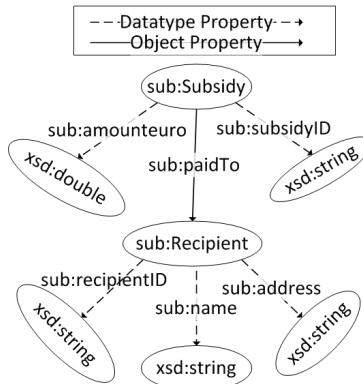 Datatype Property
Object Property
sub:Subsidy
sub:amounteuro
sub:subsidyID
sub:paidTo
xsd:double
xsd:string
sub:Recipient
sub:recipientID
sub:address
sub:name
xsd:string
xsd:string
xsd:string